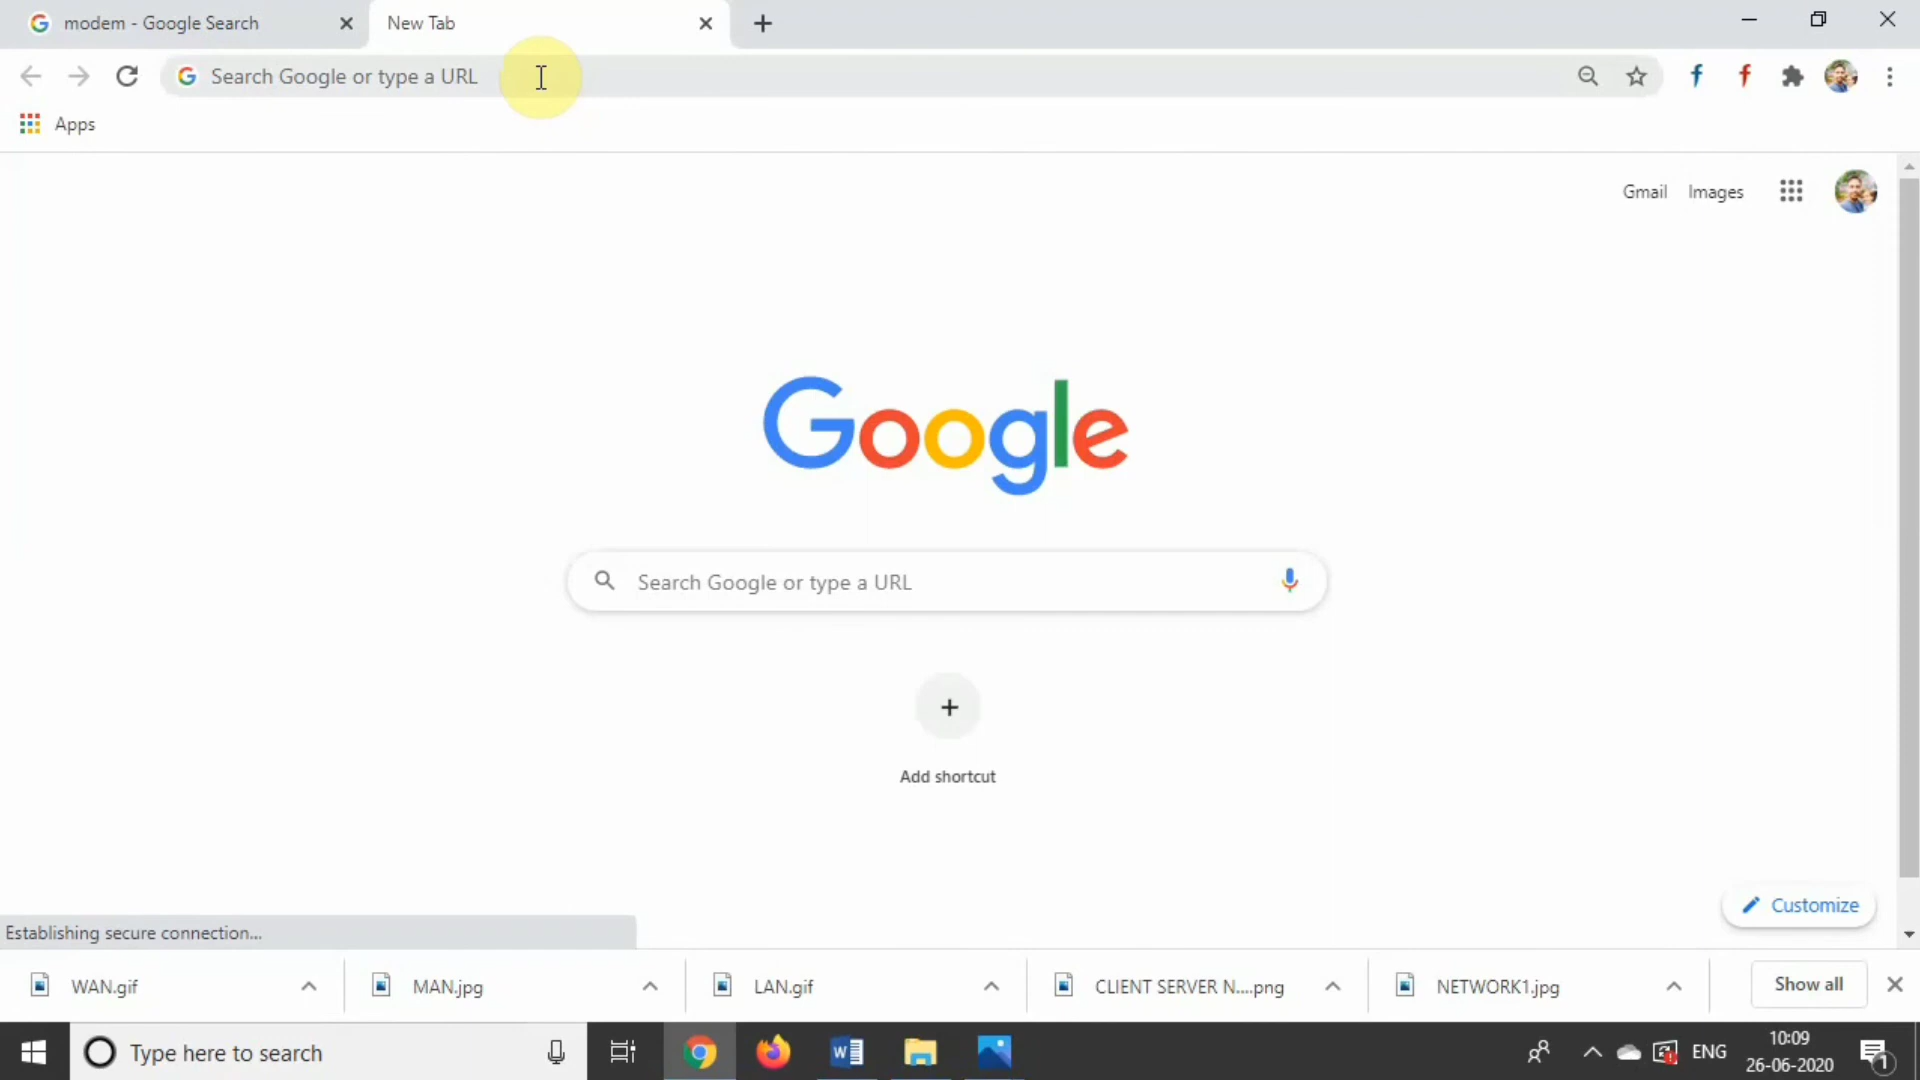 modem - Google Search
New Tab
Search Google or type a URL
Apps
Gmail
Images
Google
Search Google or type a URL
Add shortcut
Customize
Establishing secure connection...
WAN.gif
MAN.jpg
LAN.gif
CLIENT SERVER N....png
NETWORK1.jpg
Show all
Type here to search
ENG
10:09
26-06-2020
1